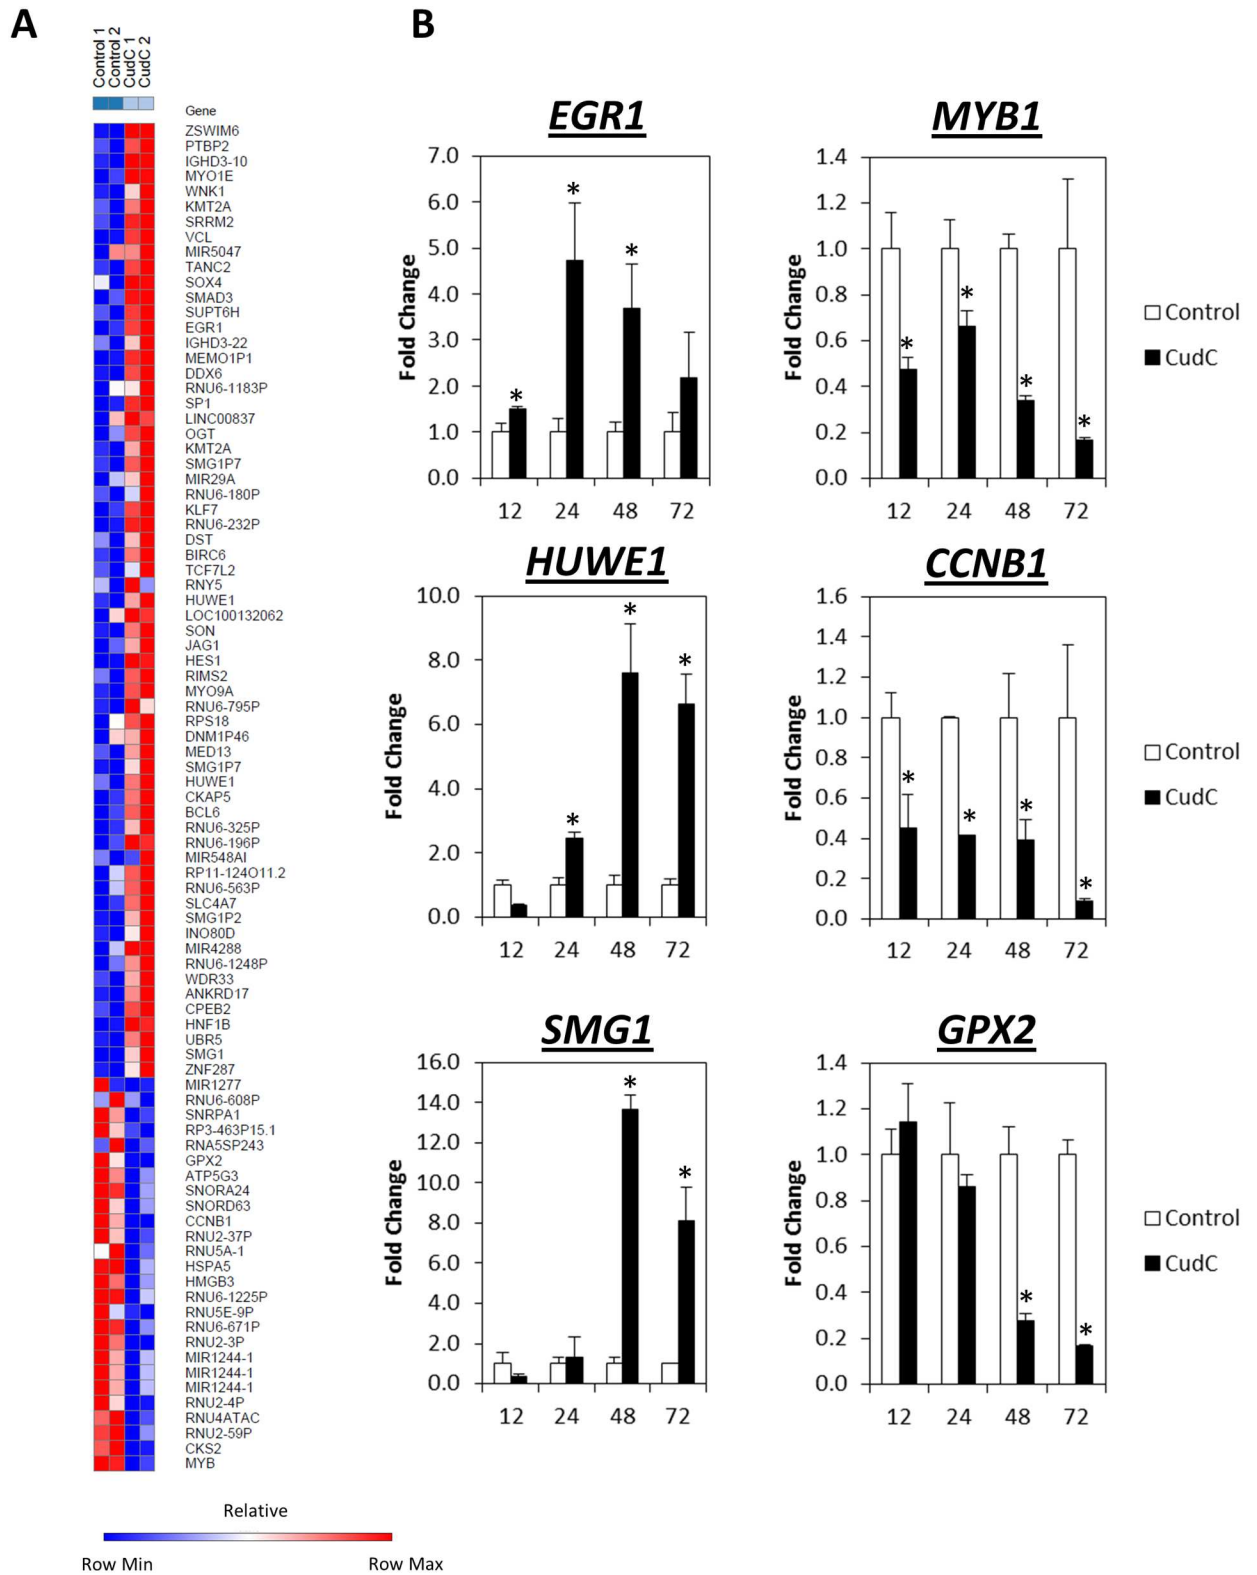 A
Control 1
Control 2
CudC 1
CudC 2
Gene
ZSWIM6
PTBP2
IGHD3-10
MYO1E
WNK1
KMT2A
SRRM2
VCL
MIR5047
TANC2
SOX4
SMAD3
SUPT6H
EGR1
IGHD3-22
MEMO1P1
DDX6
RNU6-1183P
SP1
LINC00837
OGT
KMT2A
SMG1P7
MIR29A
RNU6-180P
KLF7
RNU6-232P
DST
BIRC6
TCF7L2
RNY5
HUWE1
LOC100132062
SON
JAG1
HES1
RIMS2
MYO9A
RNU6-795P
RPS18
DNM1P46
MED13
SMG1P7
HUWE1
CKAP5
BCL6
RNU6-325P
RNU6-196P
MIR548AI
RP11-124O11.2
RNU6-563P
SLC4A7
SMG1P2
INO80D
MIR4288
RNU6-1248P
WDR33
ANKRD17
CPEB2
HNF1B
UBR5
SMG1
ZNF287
MIR1277
RNU6-608P
SNRPA1
RP3-463P15.1
RNA5SP243
GPX2
ATP5G3
SNORA24
SNORD63
CCNB1
RNU2-37P
RNU5A-1
HSPA5
HMGB3
RNU6-1225P
RNU5E-9P
RNU6-671P
RNU2-3P
MIR1244-1
MIR1244-1
MIR1244-1
RNU2-4P
RNU4ATAC
RNU2-59P
CKS2
MYB
Relative
Row Min Row Max
B
EGR1
Fold Change
7.0
6.0
5.0
4.0
3.0
2.0
1.0
0.0
* * *
12 24 48 72
MYB1
Fold Change
1.4
1.2
1.0
0.8
0.6
0.4
0.2
0.0
* * * *
12 24 48 72
Control
CudC
HUWE1
Fold Change
10.0
8.0
6.0
4.0
2.0
0.0
* * *
12 24 48 72
CCNB1
Fold Change
1.6
1.4
1.2
1.0
0.8
0.6
0.4
0.2
0.0
* * * *
12 24 48 72
Control
CudC
SMG1
Fold Change
16.0
14.0
12.0
10.0
8.0
6.0
4.0
2.0
0.0
* *
12 24 48 72
GPX2
Fold Change
1.4
1.2
1.0
0.8
0.6
0.4
0.2
0.0
* *
12 24 48 72
Control
CudC